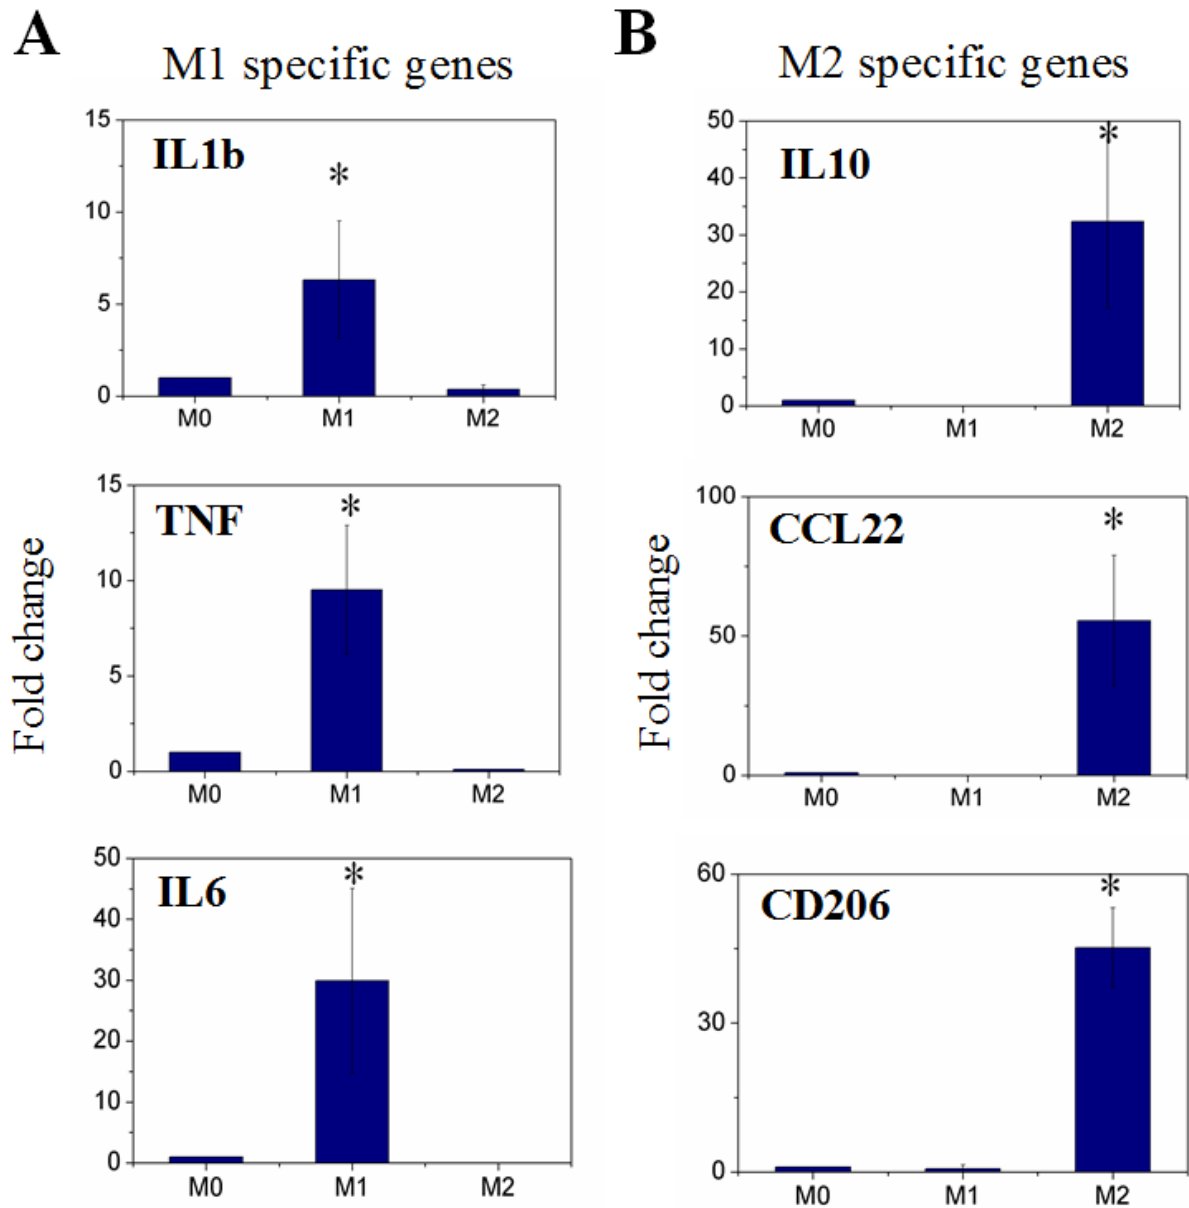 A
M1 specific genes
15
10
5
0
IL1b
*
M0 M1 M2
15
10
5
0
TNF
*
M0 M1 M2
50
40
30
20
10
0
IL6
*
M0 M1 M2
Fold change
B
M2 specific genes
50
40
30
20
10
0
IL10
*
M0 M1 M2
100
50
0
CCL22
*
M0 M1 M2
60
30
0
CD206
*
M0 M1 M2
Fold change